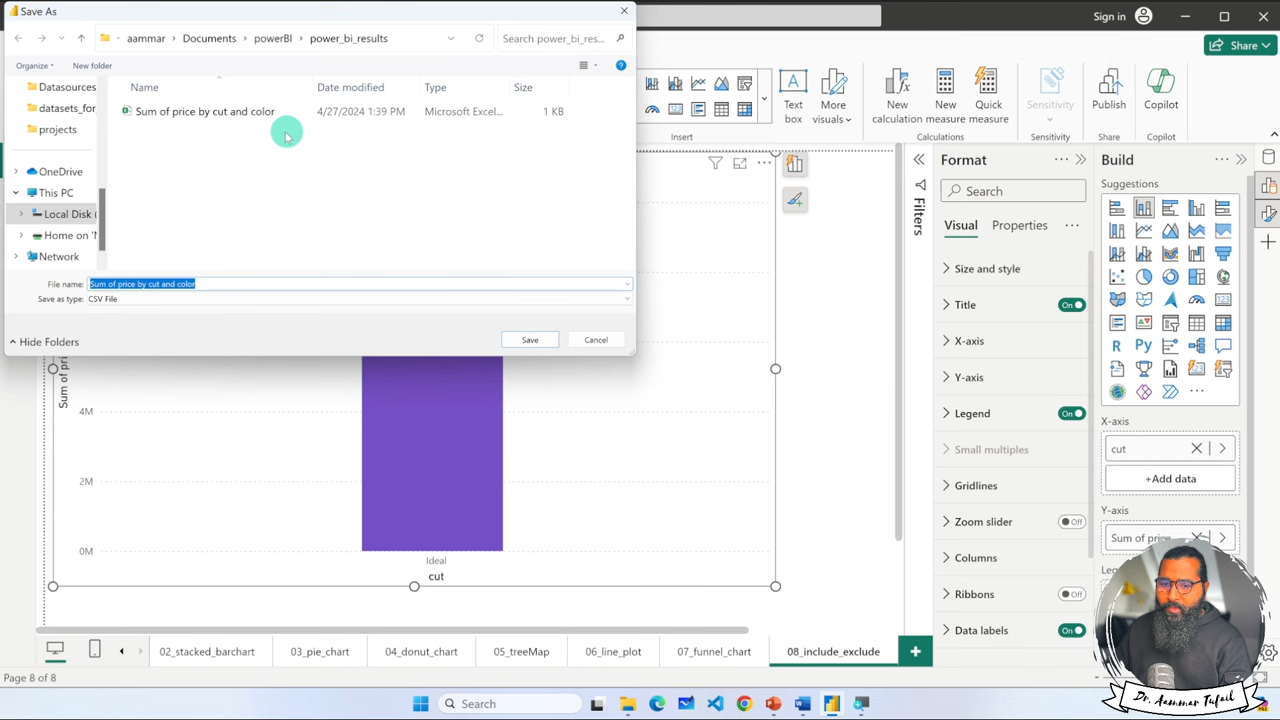 Save As
Sign in
aammar > Documents > powerBI > power_bi_results
Search power_bi_res...
Share
Organize
New folder
Datasources
datasets_for
projects
OneDrive
This PC
Local Disk (
Home on '
Network
Name
Date modified
Type
Size
Sum of price by cut and color
4/27/2024 1:39 PM
Microsoft Excel...
1 KB
File name:
Sum of price by cut and color
Save as type:
CSV File
Hide Folders
Save
Cancel
Text
box
More
visuals
Insert
New
calculation
New
measure
Quick
measure
Calculations
Sensitivity
Sensitivity
Publish
Share
Copilot
Copilot
Filters
Format
Search
Visual
Properties
Size and style
Title
On
X-axis
Y-axis
Legend
On
Small multiples
Gridlines
Zoom slider
Off
Columns
Ribbons
Off
Data labels
On
Build
Suggestions
R
Py
X-axis
cut
+Add data
Y-axis
Sum of price
Sum of pri
4M
2M
0M
Ideal
cut
02_stacked_barchart
03_pie_chart
04_donut_chart
05_treeMap
06_line_plot
07_funnel_chart
08_include_exclude
Page 8 of 8
Search
Dr. Aammar Tufail